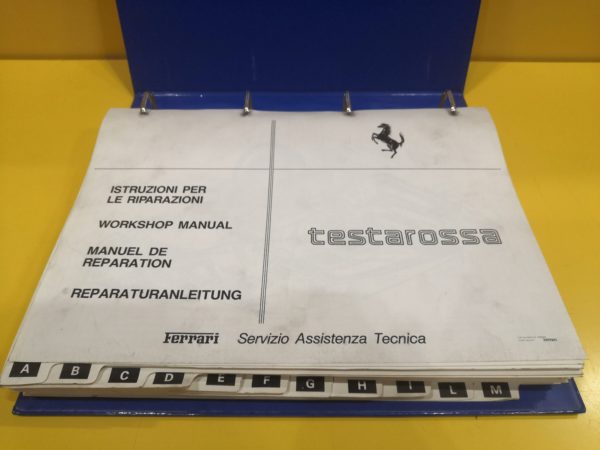 ISTRUZIONI PER
LE RIPARAZIONI
WORKSHOP MANUAL
MANUEL DE
REPARATION
REPARATURANLEITUNG
testarossa
Ferrari Servizio Assistenza Tecnica
A B C D E F G H I L M